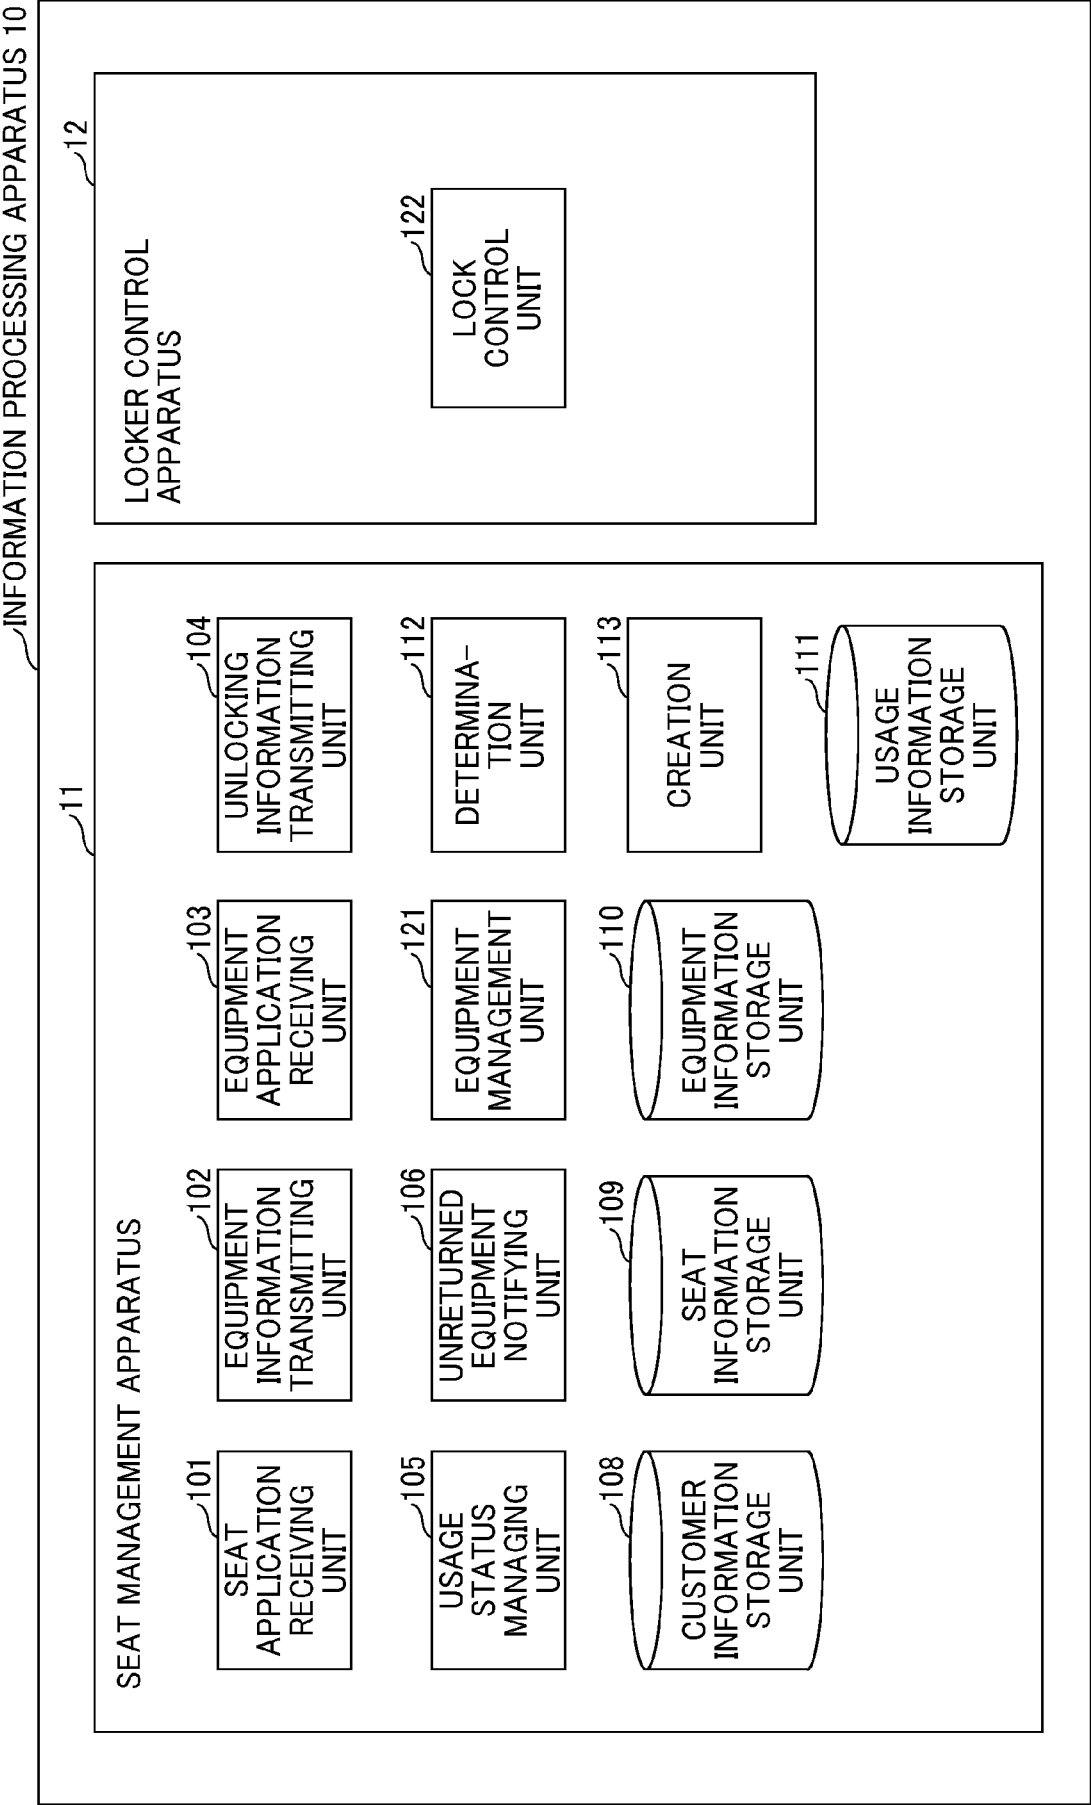 INFORMATION PROCESSING APPARATUS 10
11
SEAT MANAGEMENT APPARATUS
101
SEAT
APPLICATION
RECEIVING
UNIT
102
EQUIPMENT
INFORMATION
TRANSMITTING
UNIT
103
EQUIPMENT
APPLICATION
RECEIVING
UNIT
104
UNLOCKING
INFORMATION
TRANSMITTING
UNIT
105
USAGE
STATUS
MANAGING
UNIT
106
UNRETURNED
EQUIPMENT
NOTIFYING
UNIT
121
EQUIPMENT
MANAGEMENT
UNIT
112
DETERMINA-
TION
UNIT
108
CUSTOMER
INFORMATION
STORAGE
UNIT
109
SEAT
INFORMATION
STORAGE
UNIT
110
EQUIPMENT
INFORMATION
STORAGE
UNIT
113
CREATION
UNIT
111
USAGE
INFORMATION
STORAGE
UNIT
12
LOCKER CONTROL
APPARATUS
122
LOCK
CONTROL
UNIT